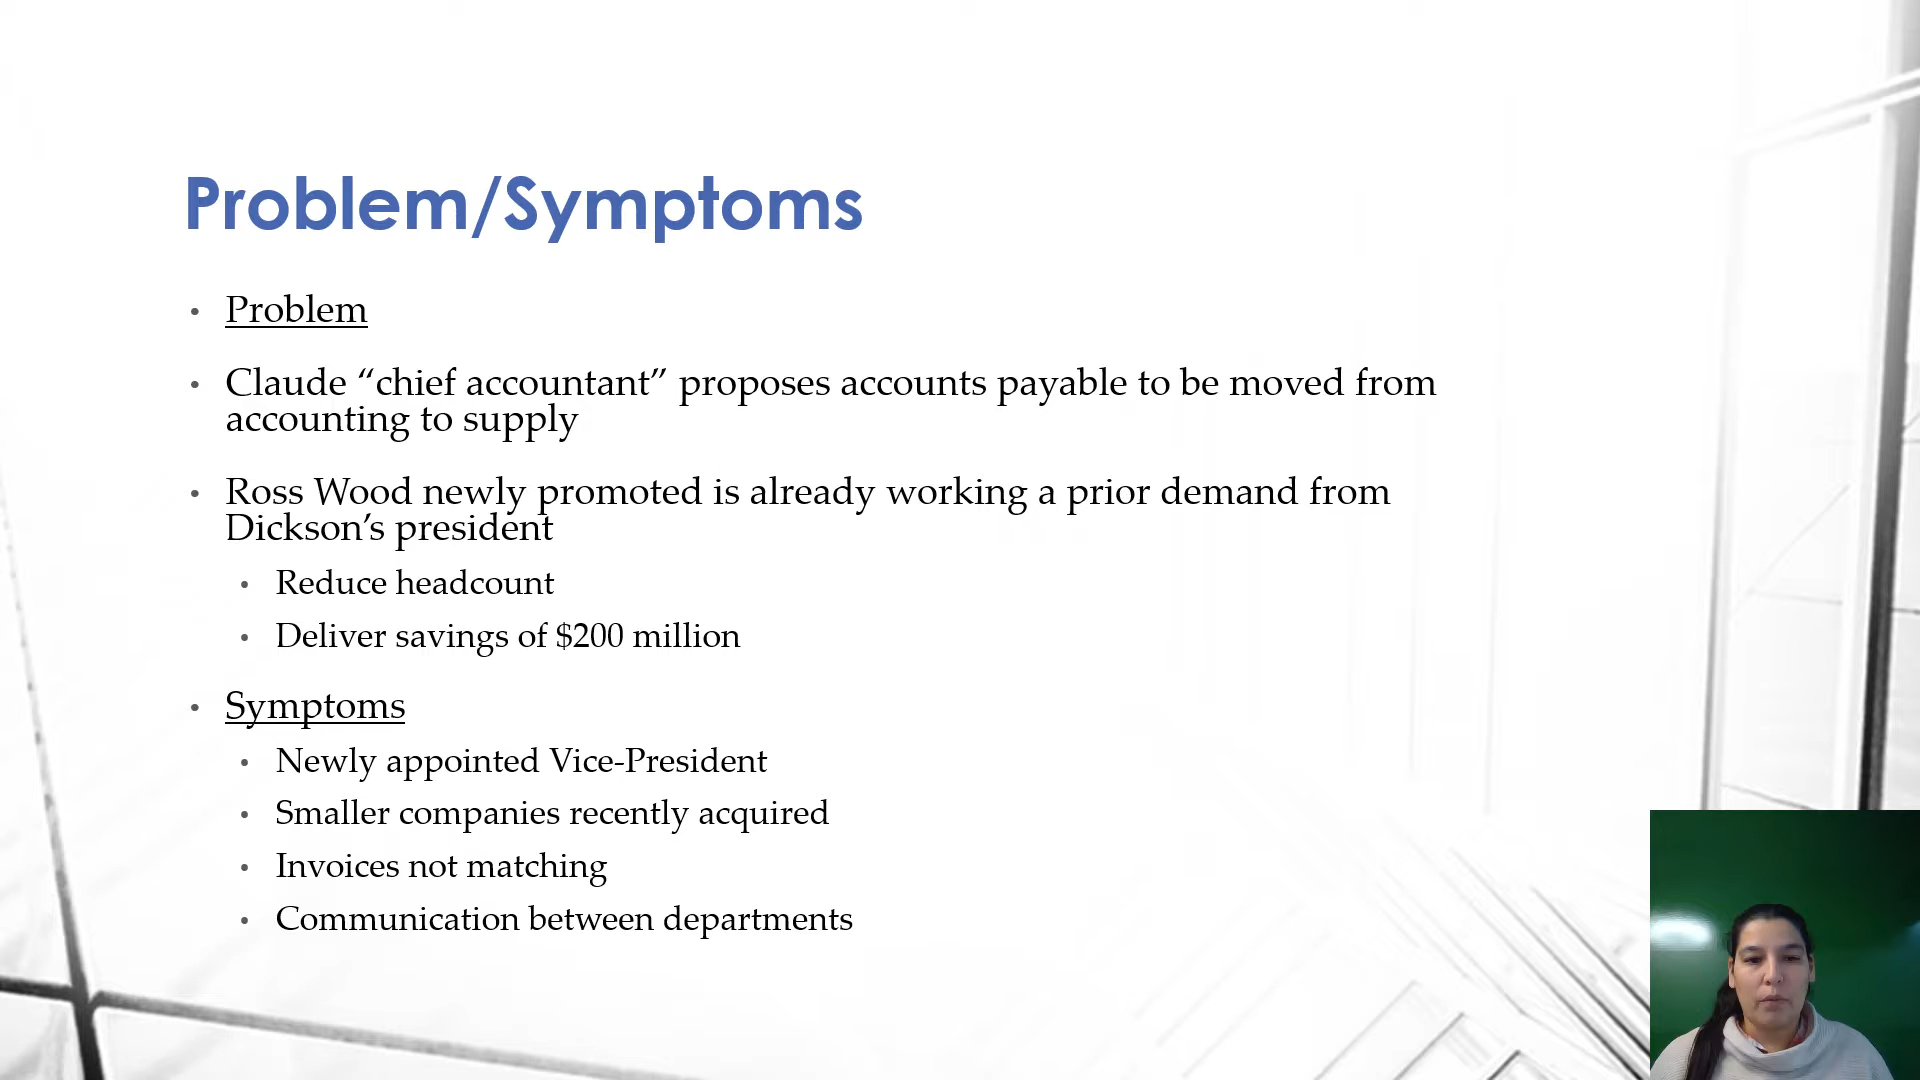 Problem/Symptoms
• Problem
• Claude “chief accountant” proposes accounts payable to be moved from
accounting to supply
• Ross Wood newly promoted is already working a prior demand from
Dickson’s president
• Reduce headcount
• Deliver savings of $200 million
• Symptoms
• Newly appointed Vice-President
• Smaller companies recently acquired
• Invoices not matching
• Communication between departments